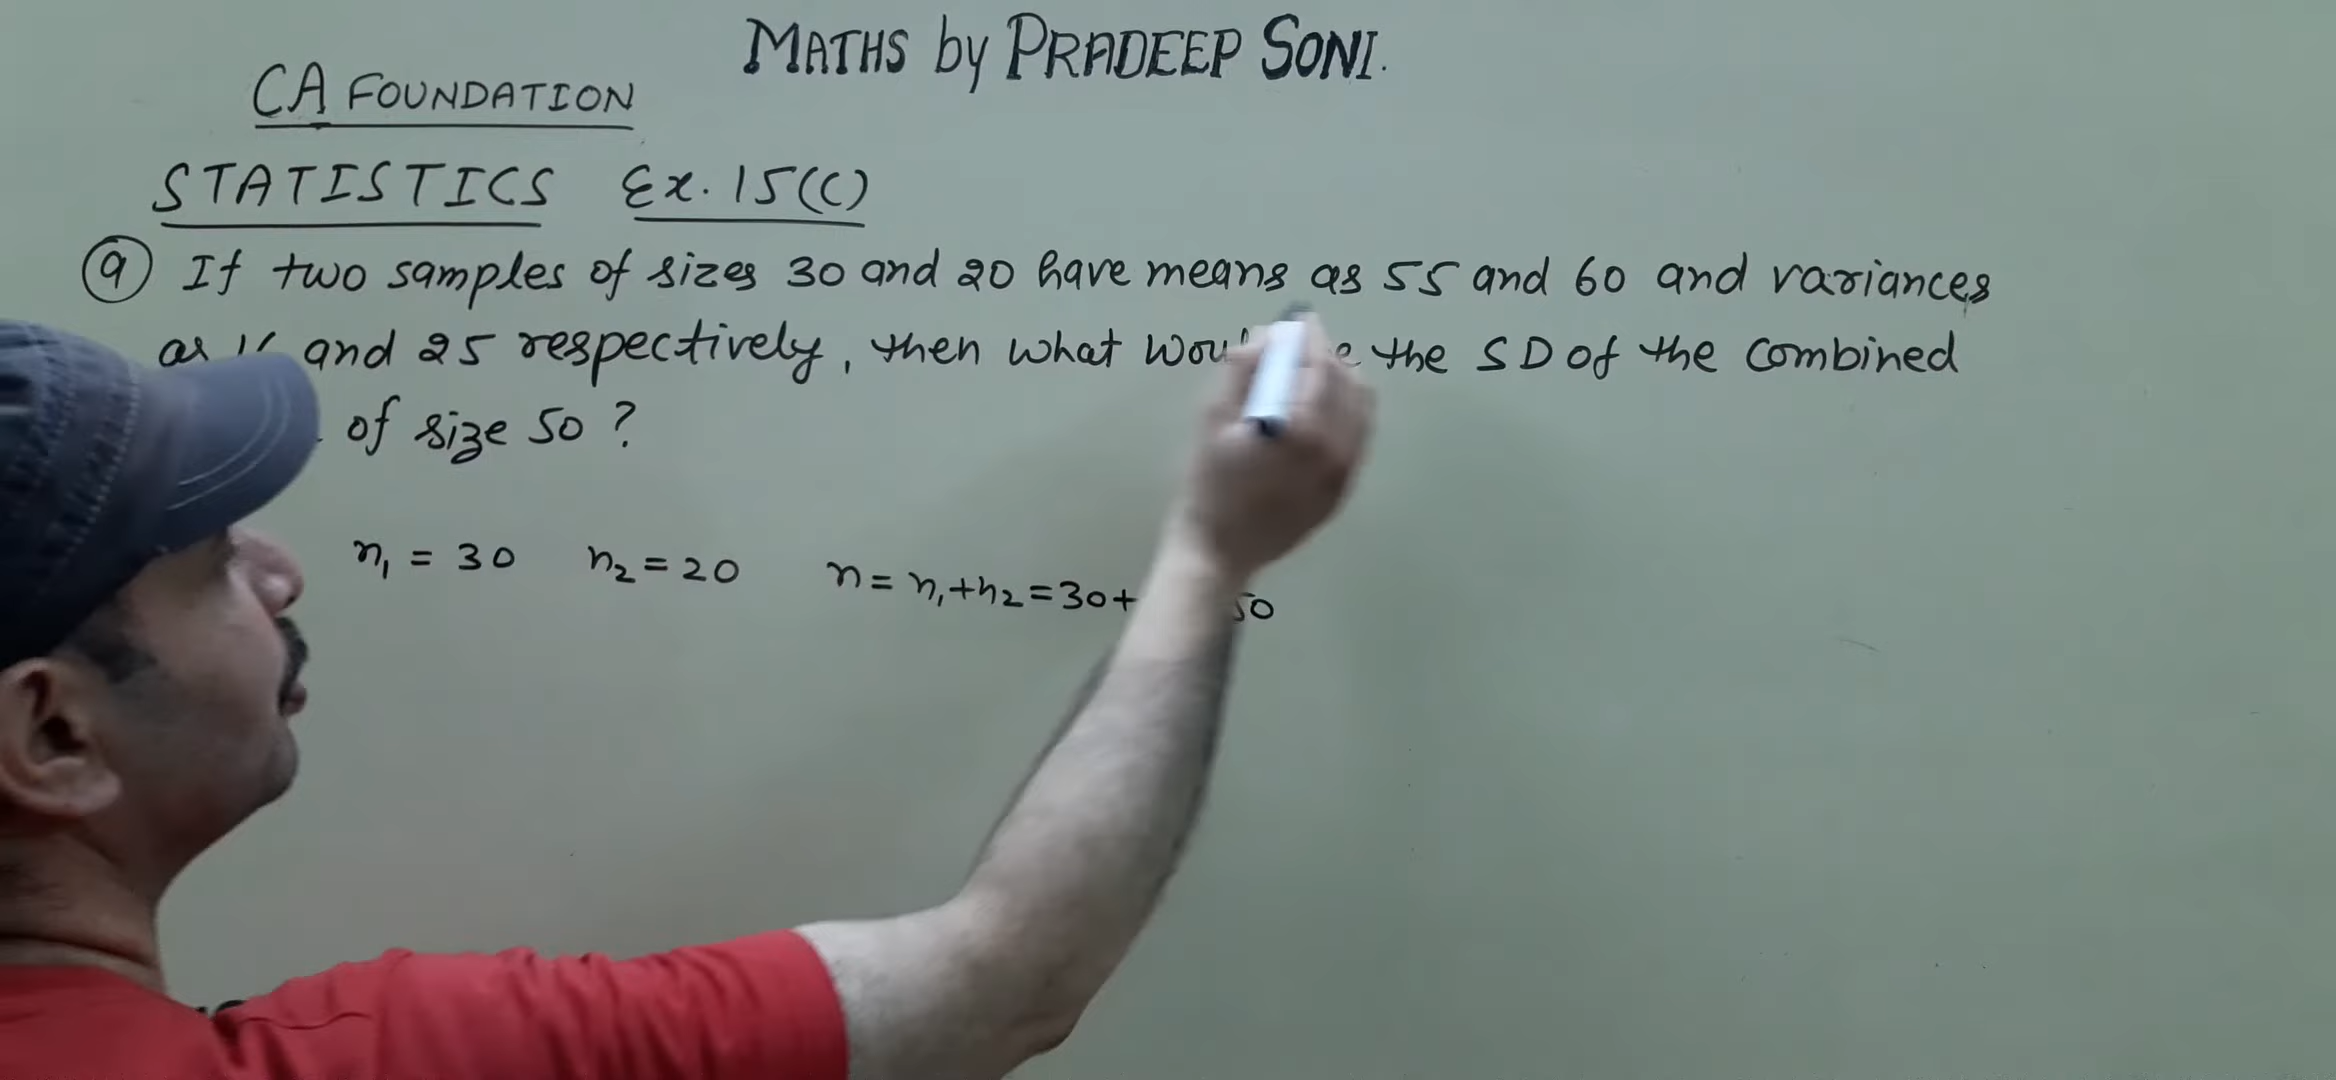 MATHS by PRADEEP SONI.
CA FOUNDATION
STATISTICS Ex. 15(C)
9 If two samples of sizes 30 and 20 have means as 55 and 60 and variances
as and 25 respectively, then what the SD of the combined
of size 50 ?
n₁ = 30 n₂ = 20 n = n₁+n₂ = 30+ 50